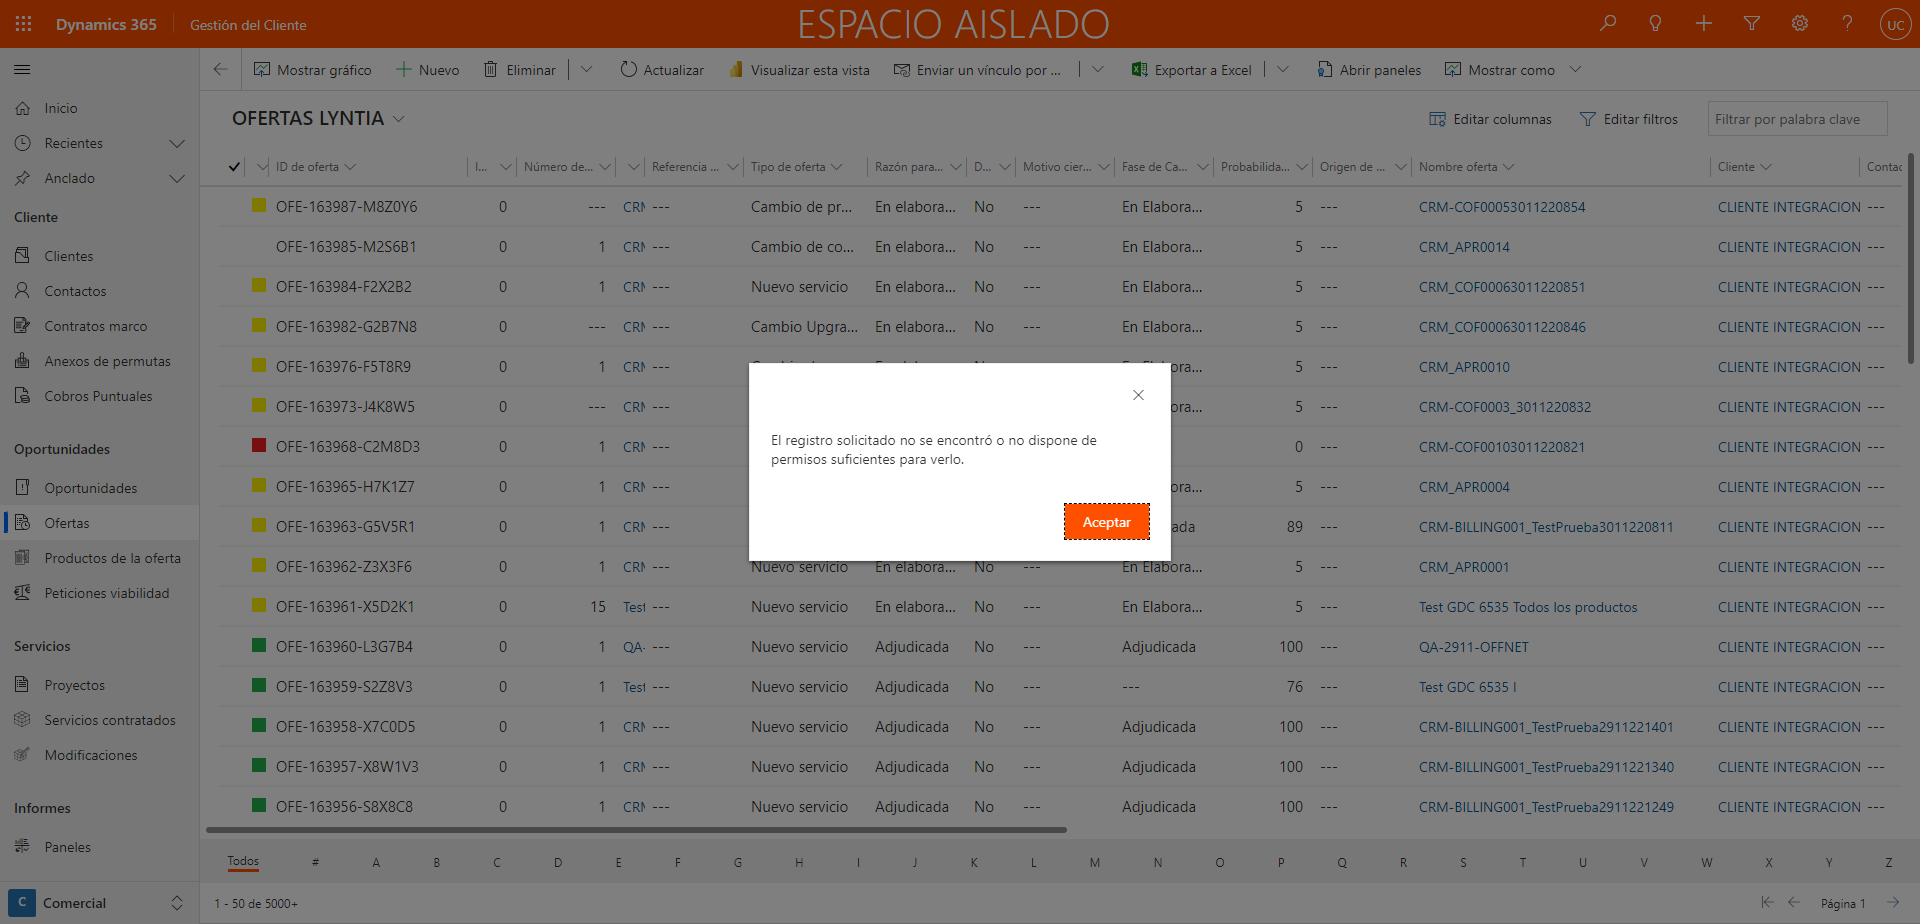 Dynamics 365
Gestión del Cliente
ESPACIO AISLADO
UC
Mostrar gráfico
Nuevo
Eliminar
Actualizar
Visualizar esta vista
Enviar un vínculo por ...
Exportar a Excel
Abrir paneles
Mostrar como
Inicio
Recientes
Anclado
Cliente
Clientes
Contactos
Contratos marco
Anexos de permutas
Cobros Puntuales
Oportunidades
Oportunidades
Ofertas
Productos de la oferta
Peticiones viabilidad
Servicios
Proyectos
Servicios contratados
Modificaciones
Informes
Paneles
C Comercial
OFERTAS LYNTIA
Editar columnas
Editar filtros
Filtrar por palabra clave
ID de oferta I... Número de... Referencia ... Tipo de oferta Razón para... D... Motivo cier... Fase de Ca... Probabilida... Origen de ... Nombre oferta Cliente Contac
OFE-163987-M8Z0Y6 0 --- CRM --- Cambio de pr... En elabora... No --- En Elabora... 5 --- CRM-COF00053011220854 CLIENTE INTEGRACION ---
OFE-163985-M2S6B1 0 1 CRM --- Cambio de co... En elabora... No --- En Elabora... 5 --- CRM_APR0014 CLIENTE INTEGRACION ---
OFE-163984-F2X2B2 0 1 CRM --- Nuevo servicio En elabora... No --- En Elabora... 5 --- CRM_COF00063011220851 CLIENTE INTEGRACION ---
OFE-163982-G2B7N8 0 --- CRM --- Cambio Upgra... En elabora... No --- En Elabora... 5 --- CRM_COF00063011220846 CLIENTE INTEGRACION ---
OFE-163976-F5T8R9 0 1 CRM --- ora... 5 --- CRM_APR0010 CLIENTE INTEGRACION ---
OFE-163973-J4K8W5 0 --- CRM --- ora... 5 --- CRM-COF0003_3011220832 CLIENTE INTEGRACION ---
OFE-163968-C2M8D3 0 1 CRM --- 0 --- CRM-COF00103011220821 CLIENTE INTEGRACION ---
OFE-163965-H7K1Z7 0 1 CRM --- ora... 5 --- CRM_APR0004 CLIENTE INTEGRACION ---
OFE-163963-G5V5R1 0 1 CRM --- cada 89 --- CRM-BILLING001_TestPrueba3011220811 CLIENTE INTEGRACION ---
OFE-163962-Z3X3F6 0 1 CRM --- Nuevo servicio En elabora... No --- En Elabora... 5 --- CRM_APR0001 CLIENTE INTEGRACION ---
OFE-163961-X5D2K1 0 15 Test --- Nuevo servicio En elabora... No --- En Elabora... 5 --- Test GDC 6535 Todos los productos CLIENTE INTEGRACION ---
OFE-163960-L3G7B4 0 1 QA- --- Nuevo servicio Adjudicada No --- Adjudicada 100 --- QA-2911-OFFNET CLIENTE INTEGRACION ---
OFE-163959-S2Z8V3 0 1 Test --- Nuevo servicio Adjudicada No --- --- 76 --- Test GDC 6535 I CLIENTE INTEGRACION ---
OFE-163958-X7C0D5 0 1 CRM --- Nuevo servicio Adjudicada No --- Adjudicada 100 --- CRM-BILLING001_TestPrueba2911221401 CLIENTE INTEGRACION ---
OFE-163957-X8W1V3 0 1 CRM --- Nuevo servicio Adjudicada No --- Adjudicada 100 --- CRM-BILLING001_TestPrueba2911221340 CLIENTE INTEGRACION ---
OFE-163956-S8X8C8 0 1 CRM --- Nuevo servicio Adjudicada No --- Adjudicada 100 --- CRM-BILLING001_TestPrueba2911221249 CLIENTE INTEGRACION ---
El registro solicitado no se encontró o no dispone de
permisos suficientes para verlo.
Aceptar
Todos # A B C D E F G H I J K L M N O P Q R S T U V W X Y Z
1 - 50 de 5000+
Página 1